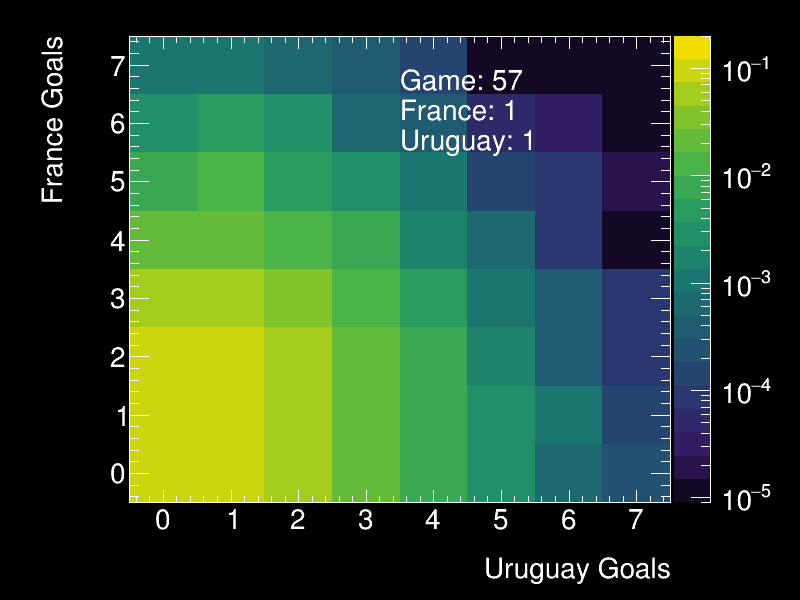 France Goals
7
6
5
4
3
2
1
0
Game: 57
France: 1
Uruguay: 1
10⁻¹
10⁻²
10⁻³
10⁻⁴
10⁻⁵
0 1 2 3 4 5 6 7
Uruguay Goals